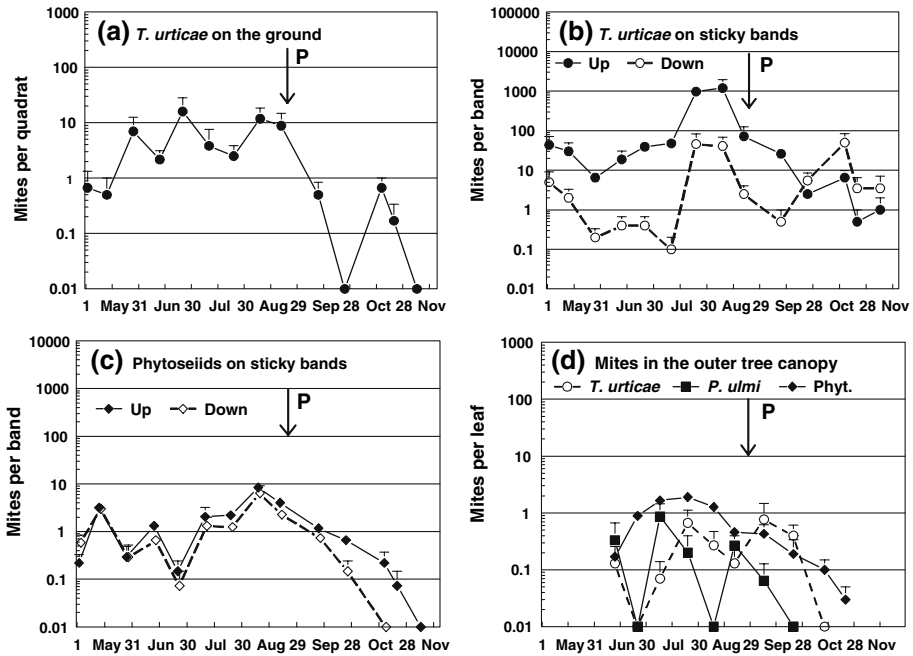 (a) T. urticae on the ground
P
Mites per quadrat
1000
100
10
1
0.1
0.01
1 May 31 Jun 30 Jul 30 Aug 29 Sep 28 Oct 28 Nov
(b) T. urticae on sticky bands
Up Down
P
Mites per band
100000
10000
1000
100
10
1
0.1
0.01
1 May 31 Jun 30 Jul 30 Aug 29 Sep 28 Oct 28 Nov
(c) Phytoseiids on sticky bands
Up Down
P
Mites per band
10000
1000
100
10
1
0.1
0.01
1 May 31 Jun 30 Jul 30 Aug 29 Sep 28 Oct 28 Nov
(d) Mites in the outer tree canopy
T. urticae P. ulmi Phyt.
P
Mites per leaf
1000
100
10
1
0.1
0.01
1 May 31 Jun 30 Jul 30 Aug 29 Sep 28 Oct 28 Nov